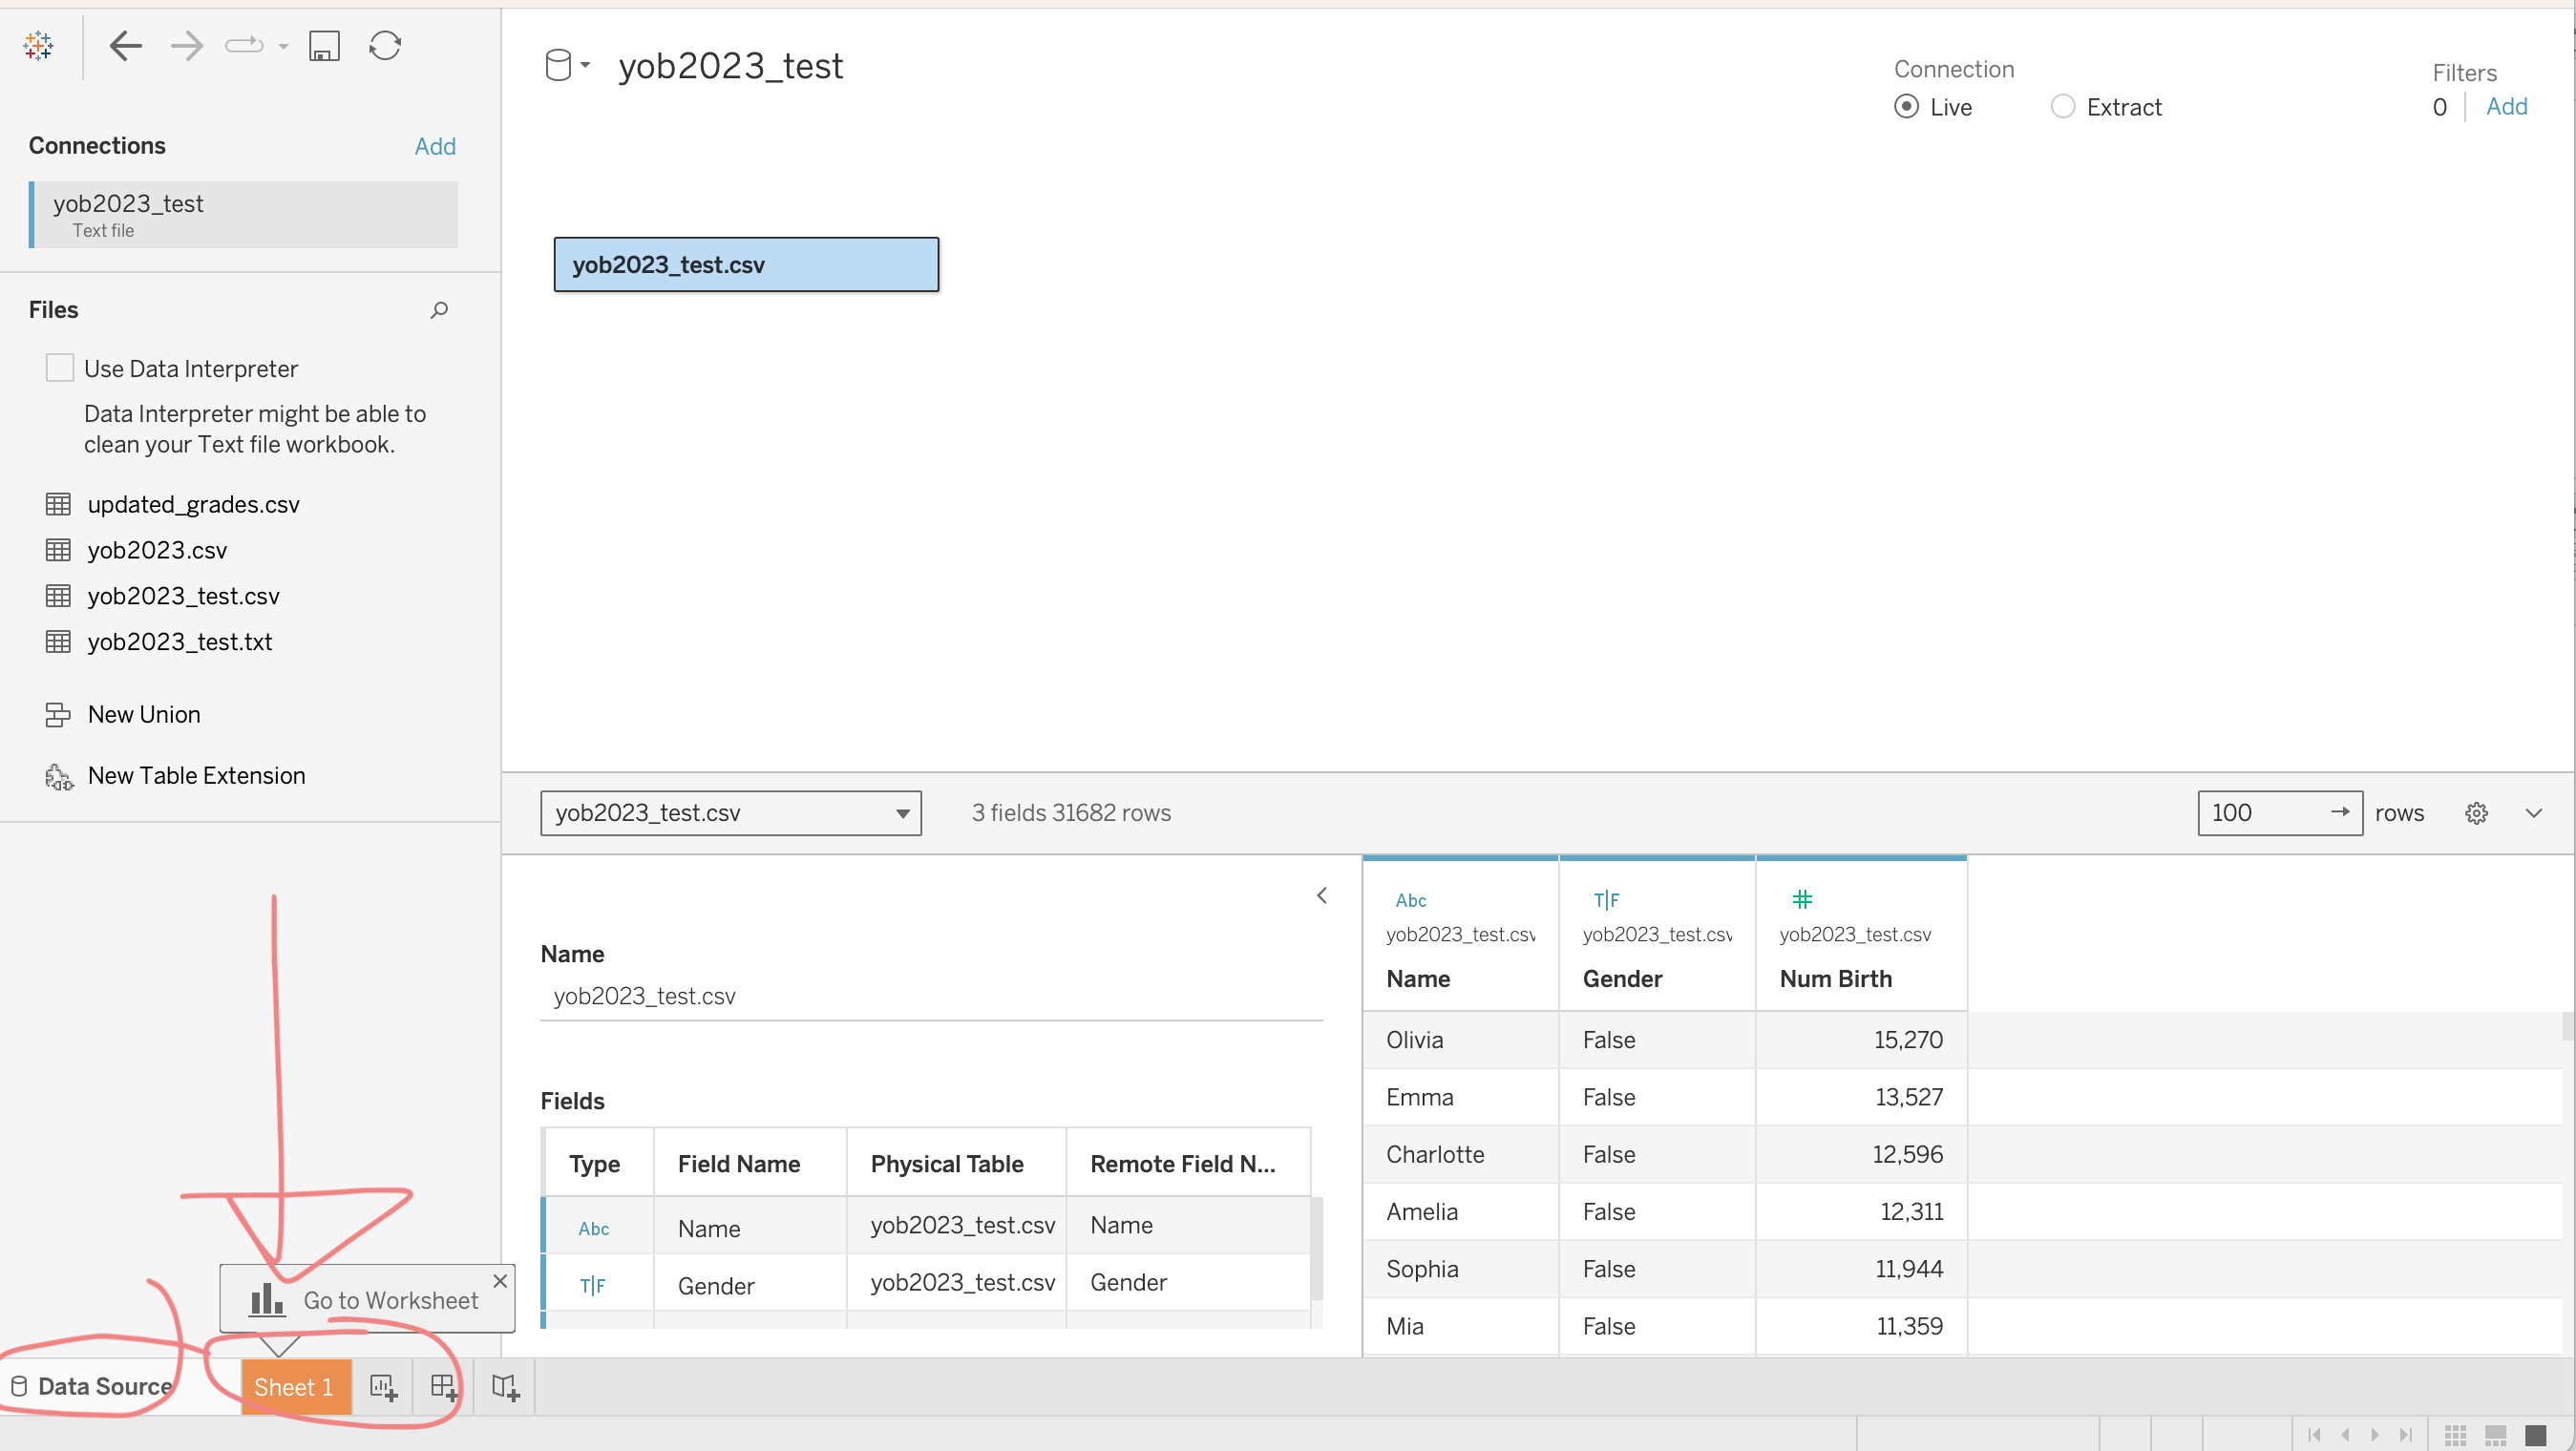 yob2023_test
Connection
Live
Extract
Filters
0
Add
Connections
Add
yob2023_test
Text file
yob2023_test.csv
Files
Use Data Interpreter
Data Interpreter might be able to
clean your Text file workbook.
updated_grades.csv
yob2023.csv
yob2023_test.csv
yob2023_test.txt
New Union
New Table Extension
yob2023_test.csv
3 fields 31682 rows
100
rows
Name
yob2023_test.csv
Fields
Type Field Name Physical Table Remote Field N...
Abc Name yob2023_test.csv Name
T|F Gender yob2023_test.csv Gender
Abc T|F #
yob2023_test.csv yob2023_test.csv yob2023_test.csv
Name Gender Num Birth
Olivia False 15,270
Emma False 13,527
Charlotte False 12,596
Amelia False 12,311
Sophia False 11,944
Mia False 11,359
Go to Worksheet
Data Source
Sheet 1